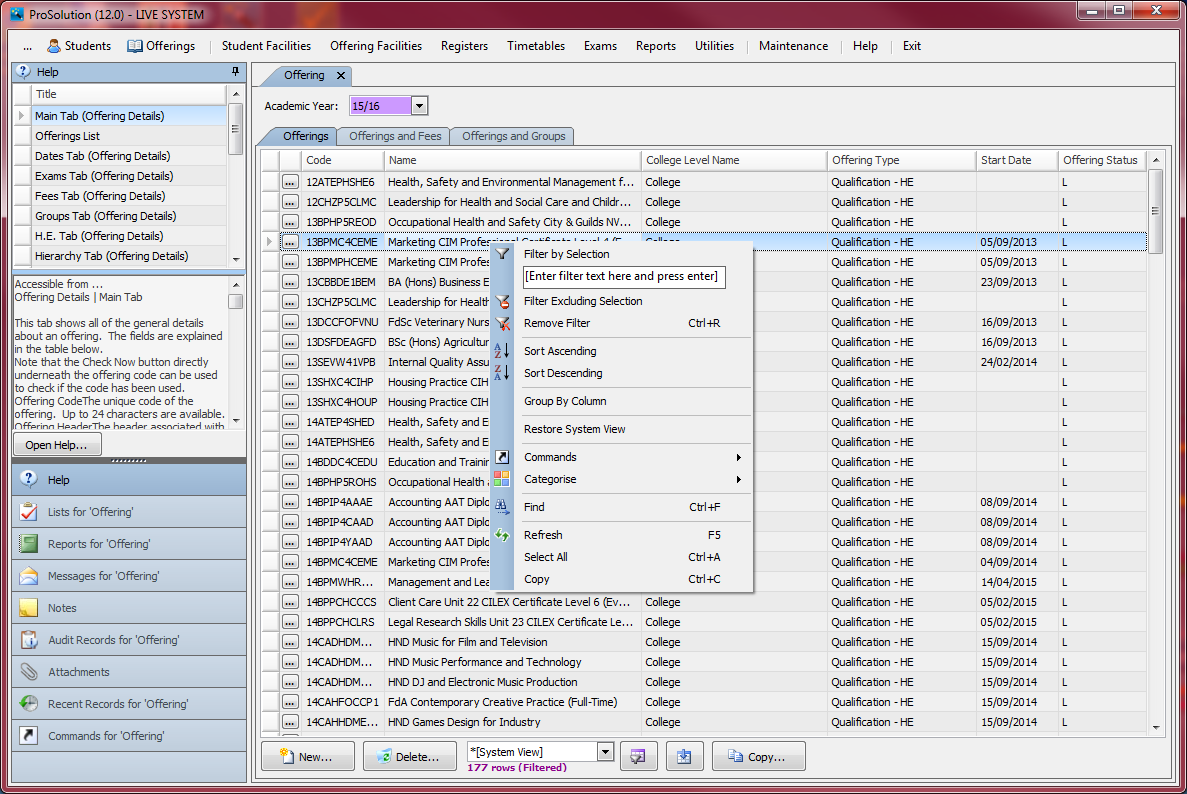 ProSolution (12.0) - LIVE SYSTEM
... Students Offerings Student Facilities Offering Facilities Registers Timetables Exams Reports Utilities Maintenance Help Exit
Help
Title
Main Tab (Offering Details)
Offerings List
Dates Tab (Offering Details)
Exams Tab (Offering Details)
Fees Tab (Offering Details)
Groups Tab (Offering Details)
H.E. Tab (Offering Details)
Hierarchy Tab (Offering Details)
Accessible from ...
Offering Details | Main Tab
This tab shows all of the general details
about an offering. The fields are explained
in the table below.
Note that the Check Now button directly
underneath the offering code can be used
to check if the code has been used.
Offering CodeThe unique code of the
offering. Up to 24 characters are available.
Offering HeaderThe header associated with
Open Help...
Help
Lists for 'Offering'
Reports for 'Offering'
Messages for 'Offering'
Notes
Audit Records for 'Offering'
Attachments
Recent Records for 'Offering'
Commands for 'Offering'
Offering
Academic Year: 15/16
Offerings Offerings and Fees Offerings and Groups
Code Name College Level Name Offering Type Start Date Offering Status
... 12ATEPHSHE6 Health, Safety and Environmental Management f... College Qualification - HE L
... 12CHZP5CLMC Leadership for Health and Social Care and Childr... College Qualification - HE L
... 13BPHP5REOD Occupational Health and Safety City & Guilds NV... College Qualification - HE L
... 13BPMC4CEME Marketing CIM Professional Certificate Level 4 (E... College Qualification - HE 05/09/2013 L
... 13BPMPHCEME Marketing CIM Profes Qualification - HE 05/09/2013 L
... 13CBBDE1BEM BA (Hons) Business E Qualification - HE 23/09/2013 L
... 13CHZP5CLMC Leadership for Health Qualification - HE L
... 13DCCFOFVNU FdSc Veterinary Nurs Qualification - HE 16/09/2013 L
... 13DSFDEAGFD BSc (Hons) Agricultur Qualification - HE 16/09/2013 L
... 13SEVW41VPB Internal Quality Assu Qualification - HE 24/02/2014 L
... 13SHXC4CIHP Housing Practice CIH Qualification - HE L
... 13SHXC4HOUP Housing Practice CIH Qualification - HE L
... 14ATEP4SHED Health, Safety and E Qualification - HE L
... 14ATEPHSHE6 Health, Safety and E Qualification - HE L
... 14BDDC4CEDU Education and Trainin Qualification - HE L
... 14BPHP5ROHS Occupational Health a Qualification - HE L
... 14BPIP4AAAE Accounting AAT Diplo Qualification - HE 08/09/2014 L
... 14BPIP4CAAD Accounting AAT Diplo Qualification - HE 08/09/2014 L
... 14BPIP4YAAD Accounting AAT Diplo Qualification - HE 08/09/2014 L
... 14BPMC4CEME Marketing CIM Profes Qualification - HE 04/09/2014 L
... 14BPMWHR... Management and Lea Qualification - HE 14/04/2015 L
... 14BPPCHCCCS Client Care Unit 22 CILEX Certificate Level 6 (Ev... College Qualification - HE 05/02/2015 L
... 14BPPCHCLRS Legal Research Skills Unit 23 CILEX Certificate Le... College Qualification - HE 05/02/2015 L
... 14CADHDM... HND Music for Film and Television College Qualification - HE 15/09/2014 L
... 14CADHDM... HND Music Performance and Technology College Qualification - HE 15/09/2014 L
... 14CADHDM... HND DJ and Electronic Music Production College Qualification - HE 15/09/2014 L
... 14CAHFOCCP1 FdA Contemporary Creative Practice (Full-Time) College Qualification - HE 15/09/2014 L
... 14CAHHDME... HND Games Design for Industry College Qualification - HE 15/09/2014 L
Filter by Selection
[Enter filter text here and press enter]
Filter Excluding Selection
Remove Filter Ctrl+R
Sort Ascending
Sort Descending
Group By Column
Restore System View
Commands
Categorise
Find Ctrl+F
Refresh F5
Select All Ctrl+A
Copy Ctrl+C
New... Delete... *[System View] Copy...
177 rows (Filtered)